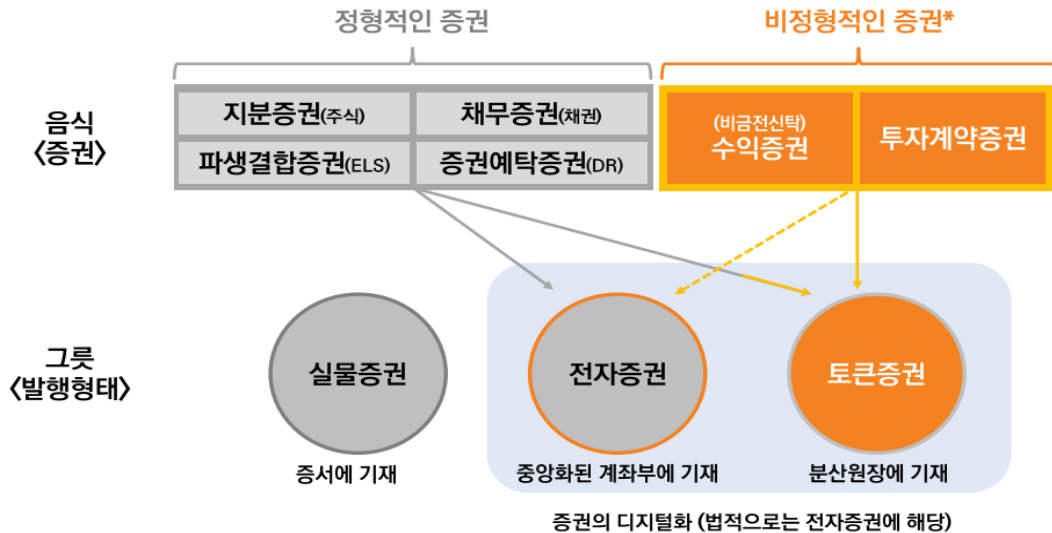 정형적인 증권
비정형적인 증권*
음식
〈증권〉
지분증권(주식)
채무증권(채권)
파생결합증권(ELS)
증권예탁증권(DR)
(비금전신탁)
수익증권
투자계약증권
그릇
〈발행형태〉
실물증권
전자증권
토큰증권
증서에 기재
중앙화된 계좌부에 기재
분산원장에 기재
증권의 디지털화 (법적으로는 전자증권에 해당)